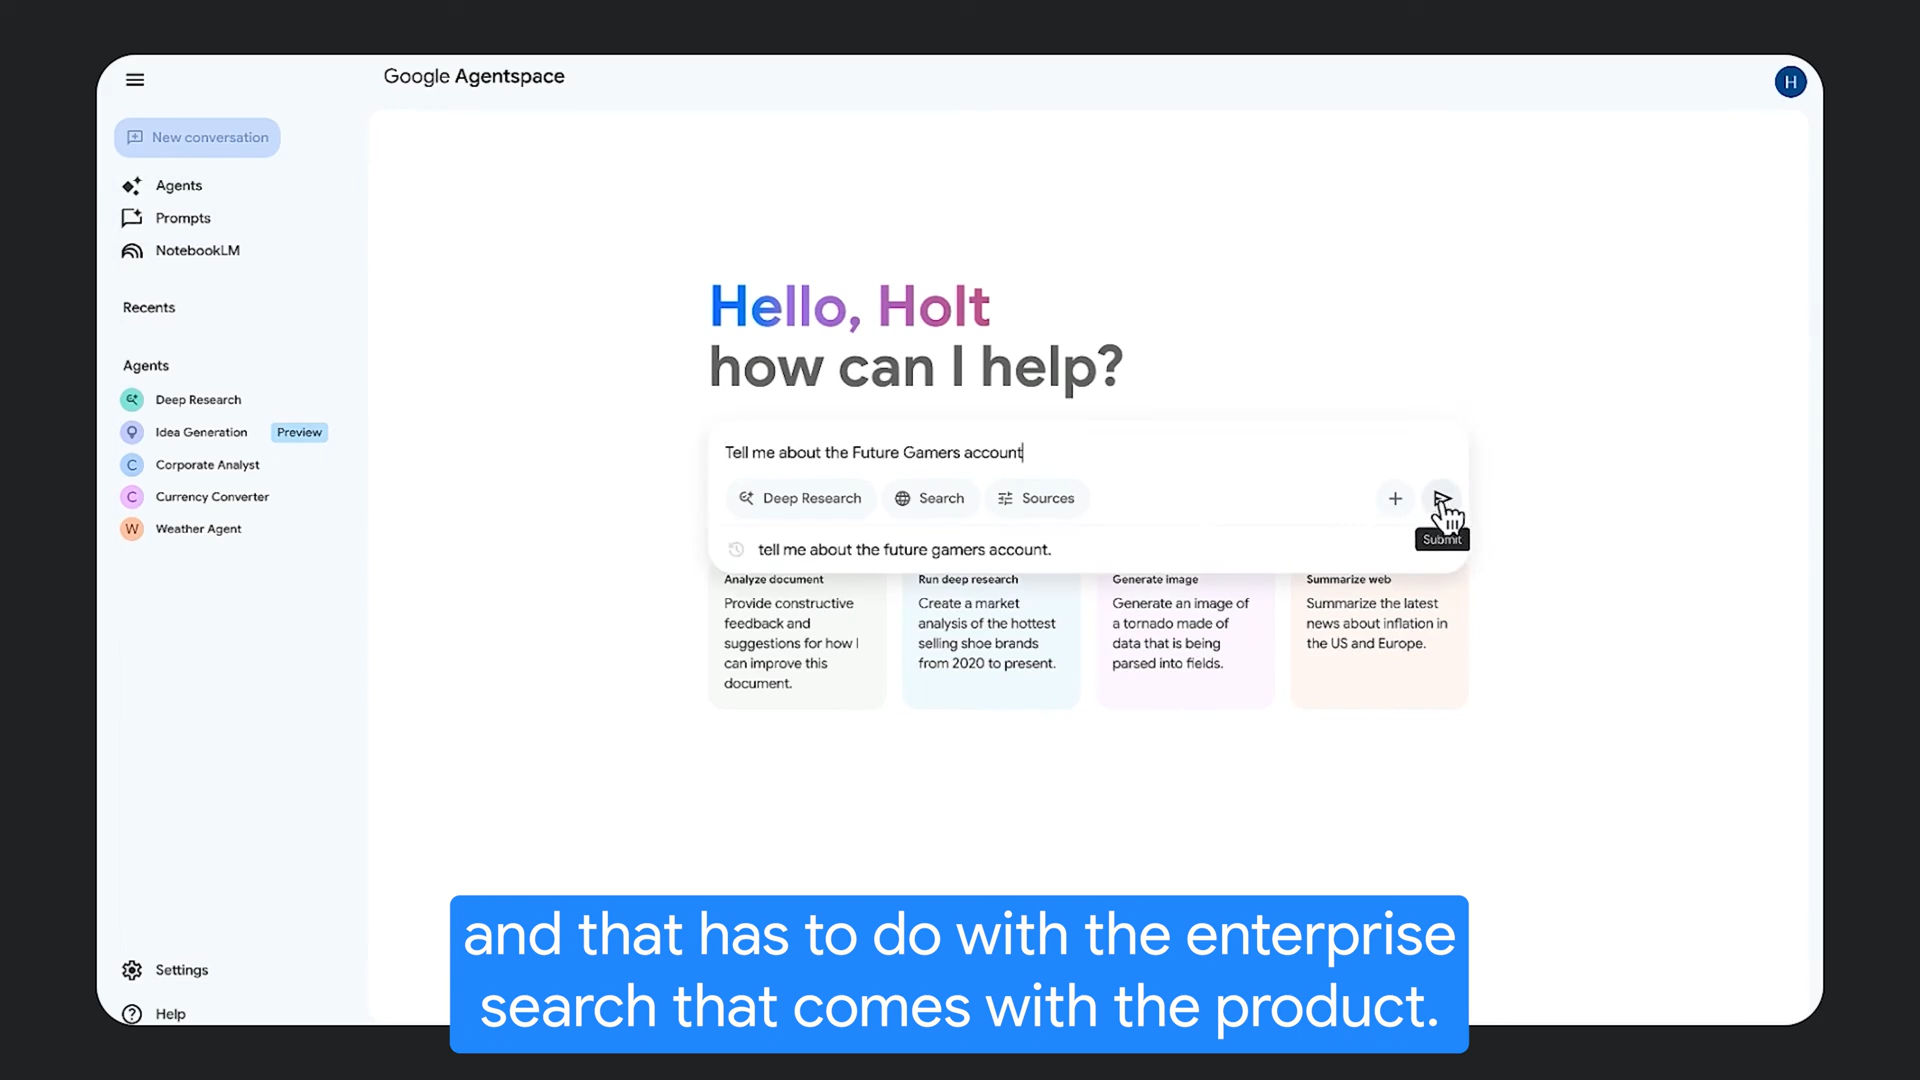 Google Agentspace
H
New conversation
Agents
Prompts
NotebookLM
Recents
Agents
Deep Research
Idea Generation Preview
C Corporate Analyst
C Currency Converter
W Weather Agent
Settings
Help
Hello, Holt
how can I help?
Tell me about the Future Gamers account
Deep Research Search Sources
Submit
tell me about the future gamers account.
Analyze document
Provide constructive
feedback and
suggestions for how I
can improve this
document.
Run deep research
Create a market
analysis of the hottest
selling shoe brands
from 2020 to present.
Generate image
Generate an image of
a tornado made of
data that is being
parsed into fields.
Summarize web
Summarize the latest
news about inflation in
the US and Europe.
and that has to do with the enterprise
search that comes with the product.